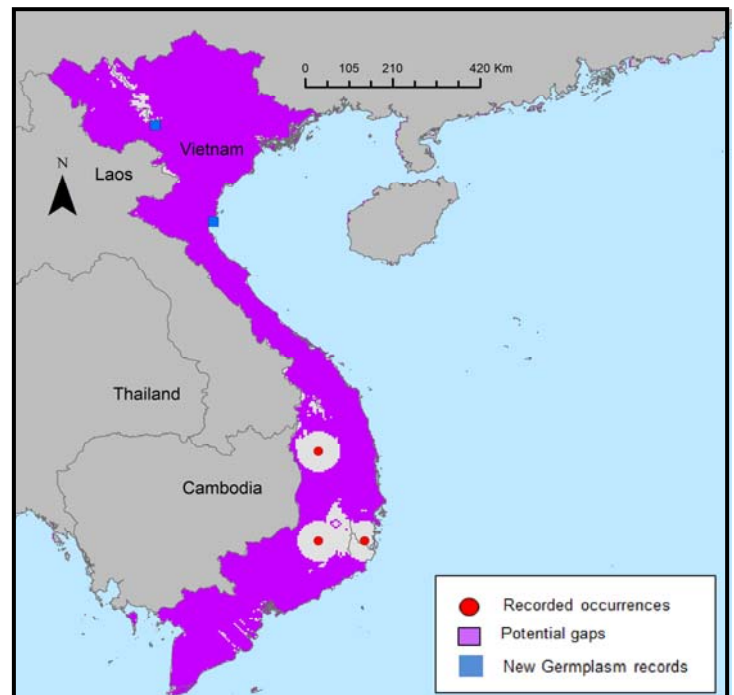 0 105 210 420 Km
Vietnam
N
Laos
Thailand
Cambodia
Recorded occurrences
Potential gaps
New Germplasm records